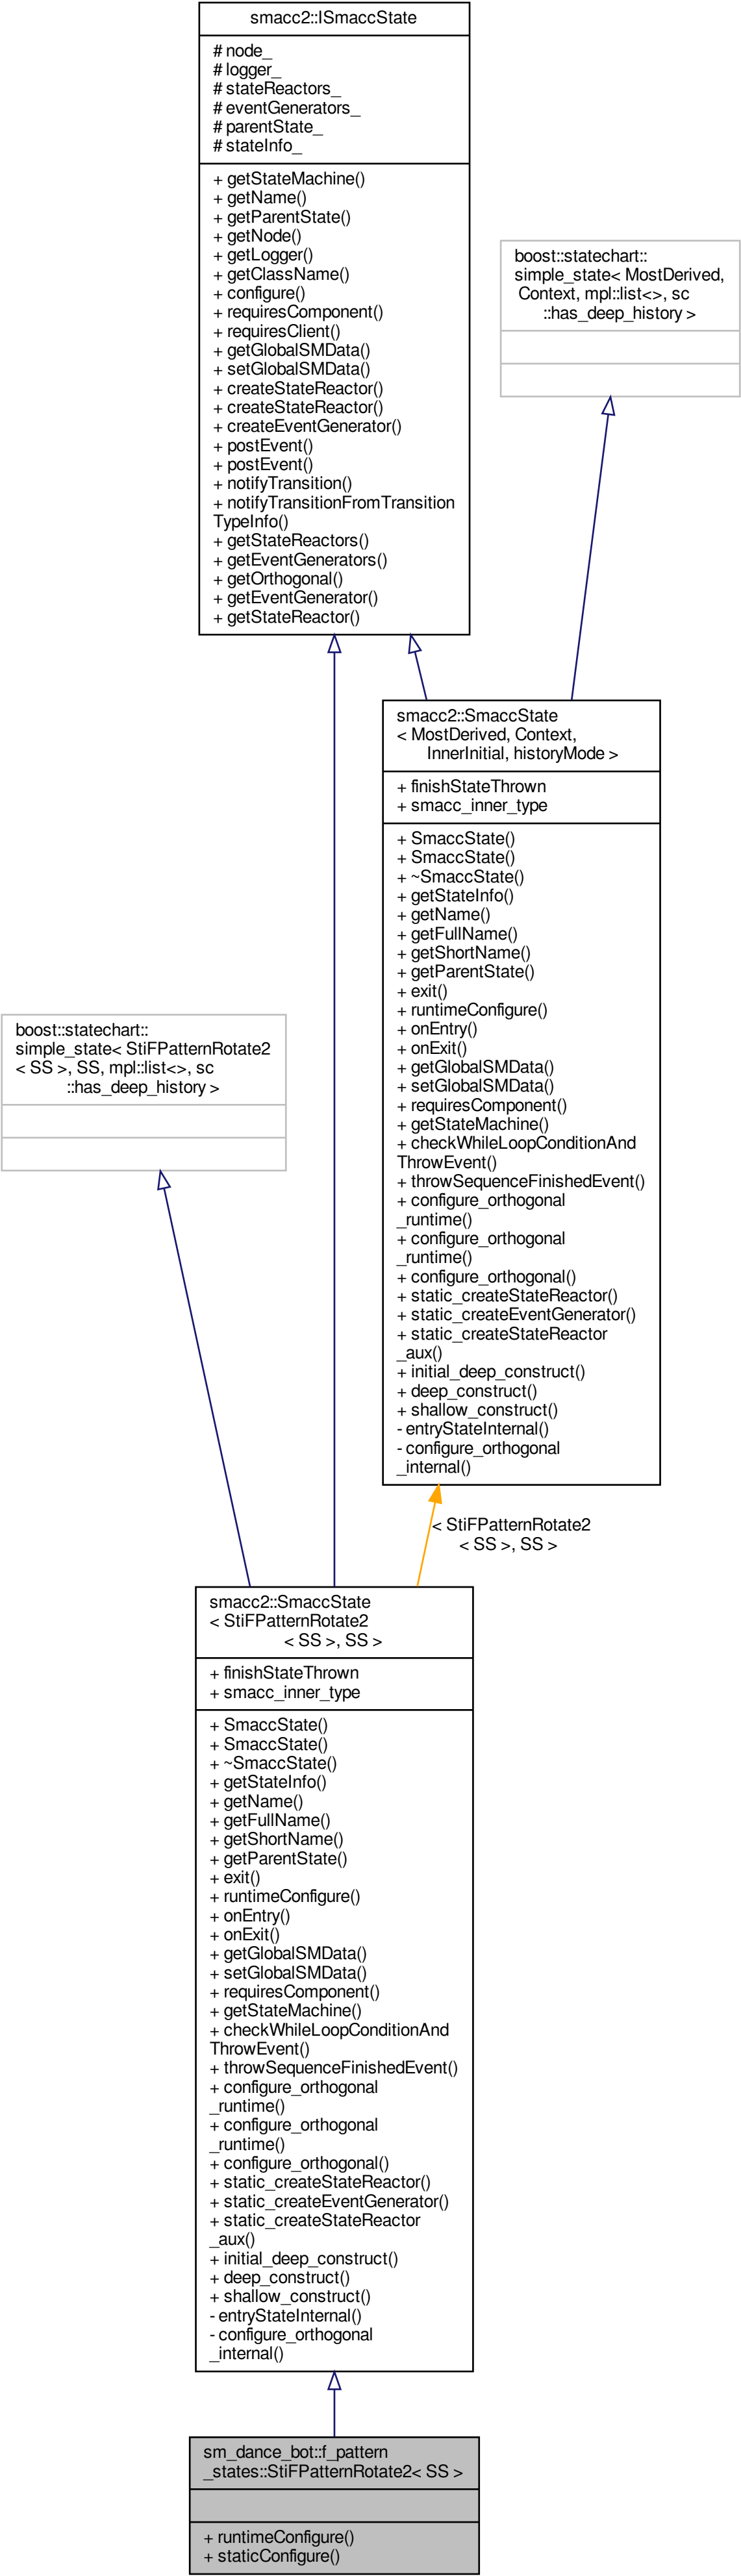 smacc2::ISmaccState
# node_
# logger_
# stateReactors_
# eventGenerators_
# parentState_
# stateInfo_
+ getStateMachine()
+ getName()
+ getParentState()
+ getNode()
+ getLogger()
+ getClassName()
+ configure()
+ requiresComponent()
+ requiresClient()
+ getGlobalSMData()
+ setGlobalSMData()
+ createStateReactor()
+ createStateReactor()
+ createEventGenerator()
+ postEvent()
+ postEvent()
+ notifyTransition()
+ notifyTransitionFromTransition
TypeInfo()
+ getStateReactors()
+ getEventGenerators()
+ getOrthogonal()
+ getEventGenerator()
+ getStateReactor()
boost::statechart::
simple_state< MostDerived,
Context, mpl::list<>, sc
::has_deep_history >
smacc2::SmaccState
< MostDerived, Context,
InnerInitial, historyMode >
+ finishStateThrown
+ smacc_inner_type
+ SmaccState()
+ SmaccState()
+ ~SmaccState()
+ getStateInfo()
+ getName()
+ getFullName()
+ getShortName()
+ getParentState()
+ exit()
+ runtimeConfigure()
+ onEntry()
+ onExit()
+ getGlobalSMData()
+ setGlobalSMData()
+ requiresComponent()
+ getStateMachine()
+ checkWhileLoopConditionAnd
ThrowEvent()
+ throwSequenceFinishedEvent()
+ configure_orthogonal
_runtime()
+ configure_orthogonal
_runtime()
+ configure_orthogonal()
+ static_createStateReactor()
+ static_createEventGenerator()
+ static_createStateReactor
_aux()
+ initial_deep_construct()
+ deep_construct()
+ shallow_construct()
- entryStateInternal()
- configure_orthogonal
_internal()
boost::statechart::
simple_state< StiFPatternRotate2
< SS >, SS, mpl::list<>, sc
::has_deep_history >
< StiFPatternRotate2
< SS >, SS >
smacc2::SmaccState
< StiFPatternRotate2
< SS >, SS >
+ finishStateThrown
+ smacc_inner_type
+ SmaccState()
+ SmaccState()
+ ~SmaccState()
+ getStateInfo()
+ getName()
+ getFullName()
+ getShortName()
+ getParentState()
+ exit()
+ runtimeConfigure()
+ onEntry()
+ onExit()
+ getGlobalSMData()
+ setGlobalSMData()
+ requiresComponent()
+ getStateMachine()
+ checkWhileLoopConditionAnd
ThrowEvent()
+ throwSequenceFinishedEvent()
+ configure_orthogonal
_runtime()
+ configure_orthogonal
_runtime()
+ configure_orthogonal()
+ static_createStateReactor()
+ static_createEventGenerator()
+ static_createStateReactor
_aux()
+ initial_deep_construct()
+ deep_construct()
+ shallow_construct()
- entryStateInternal()
- configure_orthogonal
_internal()
sm_dance_bot::f_pattern
_states::StiFPatternRotate2< SS >
+ runtimeConfigure()
+ staticConfigure()